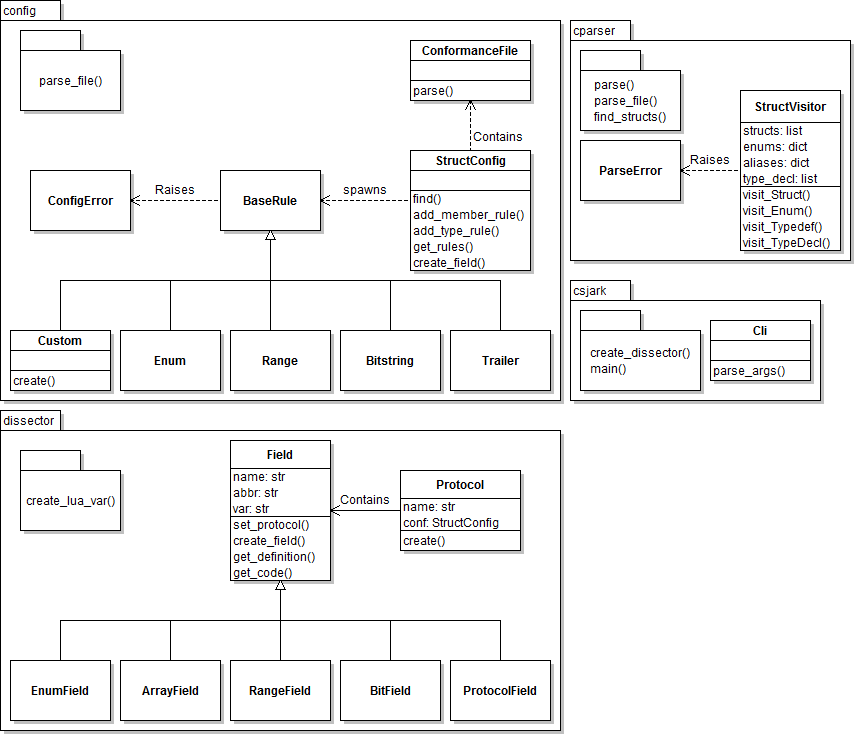 config
parse_file()
ConformanceFile
parse()
Contains
StructConfig
find()
add_member_rule()
add_type_rule()
get_rules()
create_field()
spawns
BaseRule
Raises
ConfigError
Custom
create()
Enum
Range
Bitstring
Trailer
cparser
parse()
parse_file()
find_structs()
ParseError
Raises
StructVisitor
structs: list
enums: dict
aliases: dict
type_decl: list
visit_Struct()
visit_Enum()
visit_Typedef()
visit_TypeDecl()
csjark
create_dissector()
main()
Cli
parse_args()
dissector
create_lua_var()
Field
name: str
abbr: str
var: str
set_protocol()
create_field()
get_definition()
get_code()
Contains
Protocol
name: str
conf: StructConfig
create()
EnumField
ArrayField
RangeField
BitField
ProtocolField